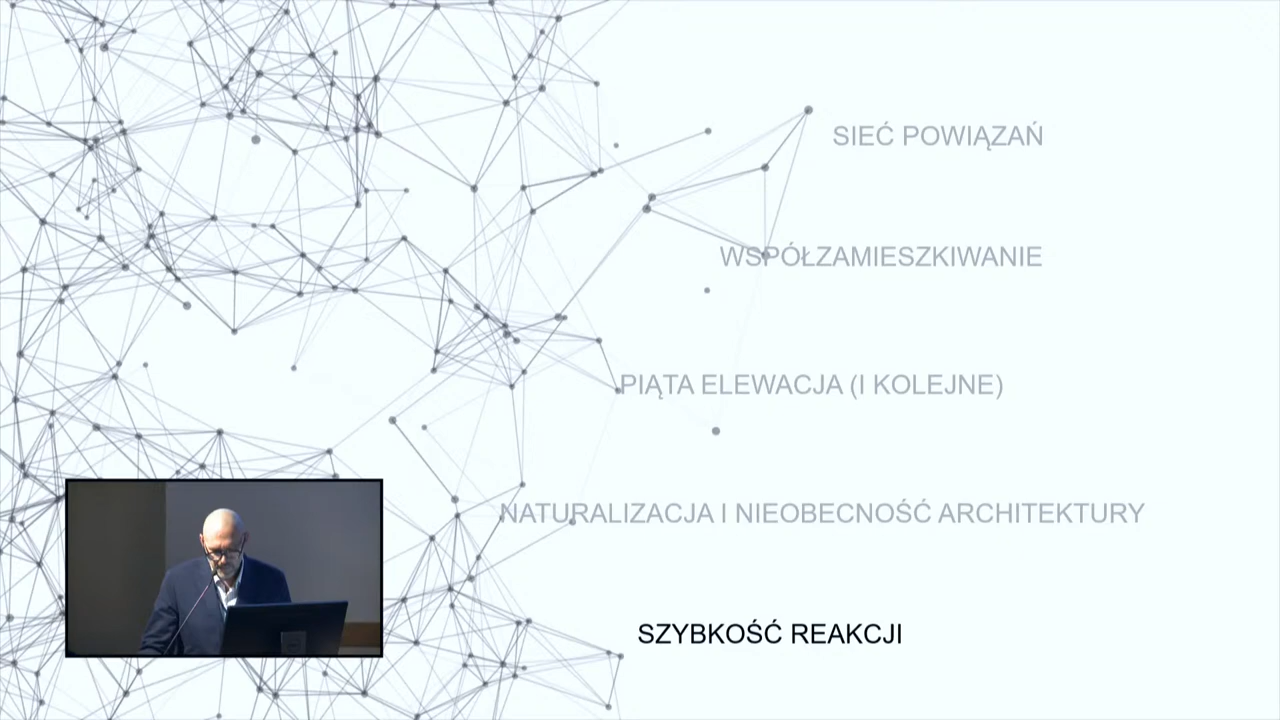 SIEĆ POWIĄZAŃ
WSPÓŁZAMIESZKIWANIE
PIĄTA ELEWACJA (I KOLEJNE)
NATURALIZACJA I NIEOBECNOŚĆ ARCHITEKTURY
SZYBKOŚĆ REAKCJI